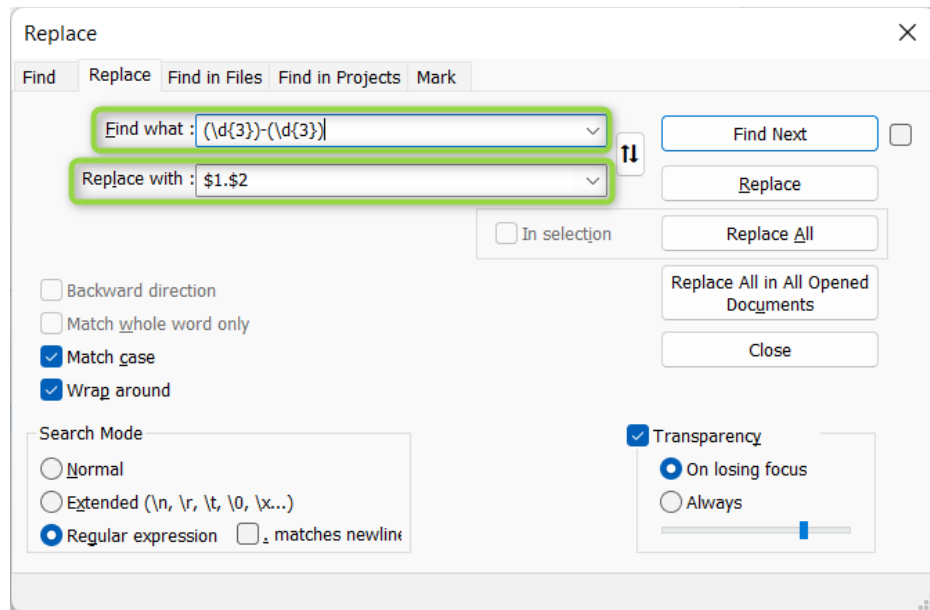 Replace
Find Replace Find in Files Find in Projects Mark
Find what : (\d{3})-(\d{3})
Find Next
Replace with : $1.$2
Replace
In selection
Replace All
Backward direction
Replace All in All Opened
Documents
Match whole word only
Match case
Close
Wrap around
Search Mode
Transparency
Normal
On losing focus
Extended (\n, \r, \t, \0, \x...)
Always
Regular expression
. matches newline